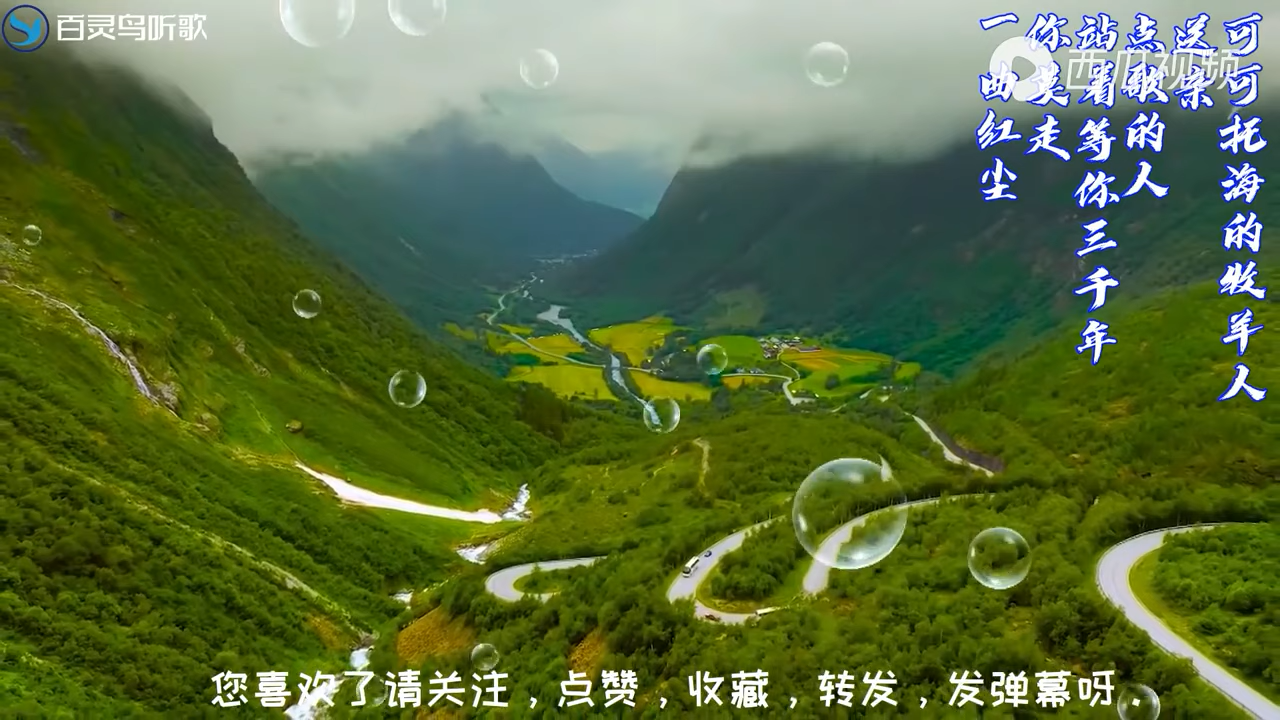 百灵鸟听歌
西瓜视频
可可托海的牧羊人
送亲
点歌的人
站着等你三千年
你莫走
一曲红尘
您喜欢了请关注，点赞，收藏，转发，发弹幕呀.